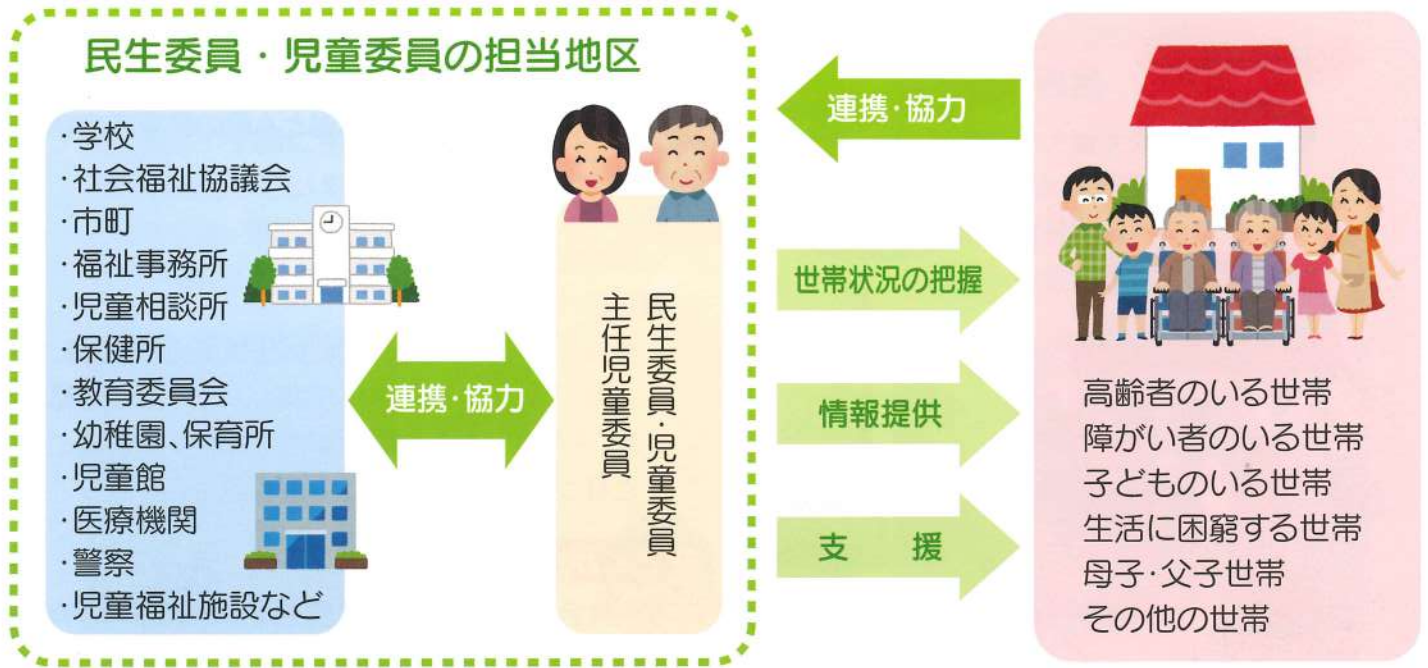 民生委員・児童委員の担当地区
・学校
・社会福祉協議会
・市町
・福祉事務所
・児童相談所
・保健所
・教育委員会
・幼稚園、保育所
・児童館
・医療機関
・警察
・児童福祉施設など
連携・協力
民生委員・児童委員
主任児童委員
連携・協力
世帯状況の把握
情報提供
支　援
高齢者のいる世帯
障がい者のいる世帯
子どものいる世帯
生活に困窮する世帯
母子・父子世帯
その他の世帯